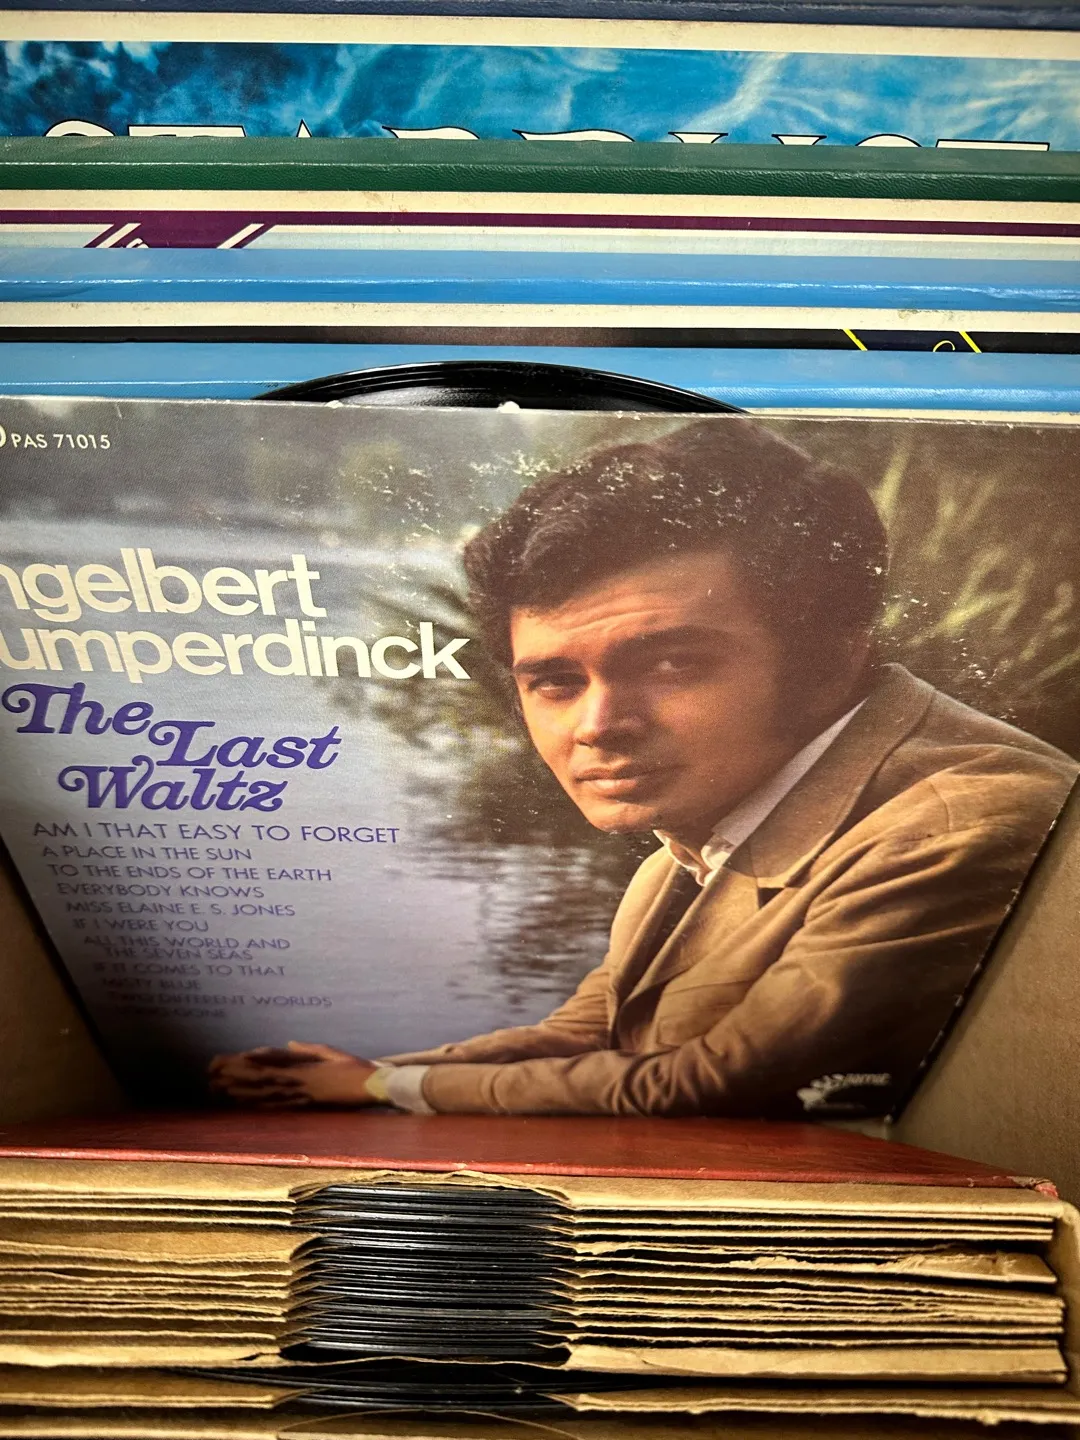 PAS 71015
ngelbert
umperdinck
The Last
Waltz
AM I THAT EASY TO FORGET
A PLACE IN THE SUN
TO THE ENDS OF THE EARTH
EVERYBODY KNOWS
MISS ELAINE E. S. JONES
IF I WERE YOU
ALL THIS WORLD AND
THE SEVEN SEAS
IF IT COMES TO THAT
MISTY BLUE
TWO DIFFERENT WORLDS
LONG GONE